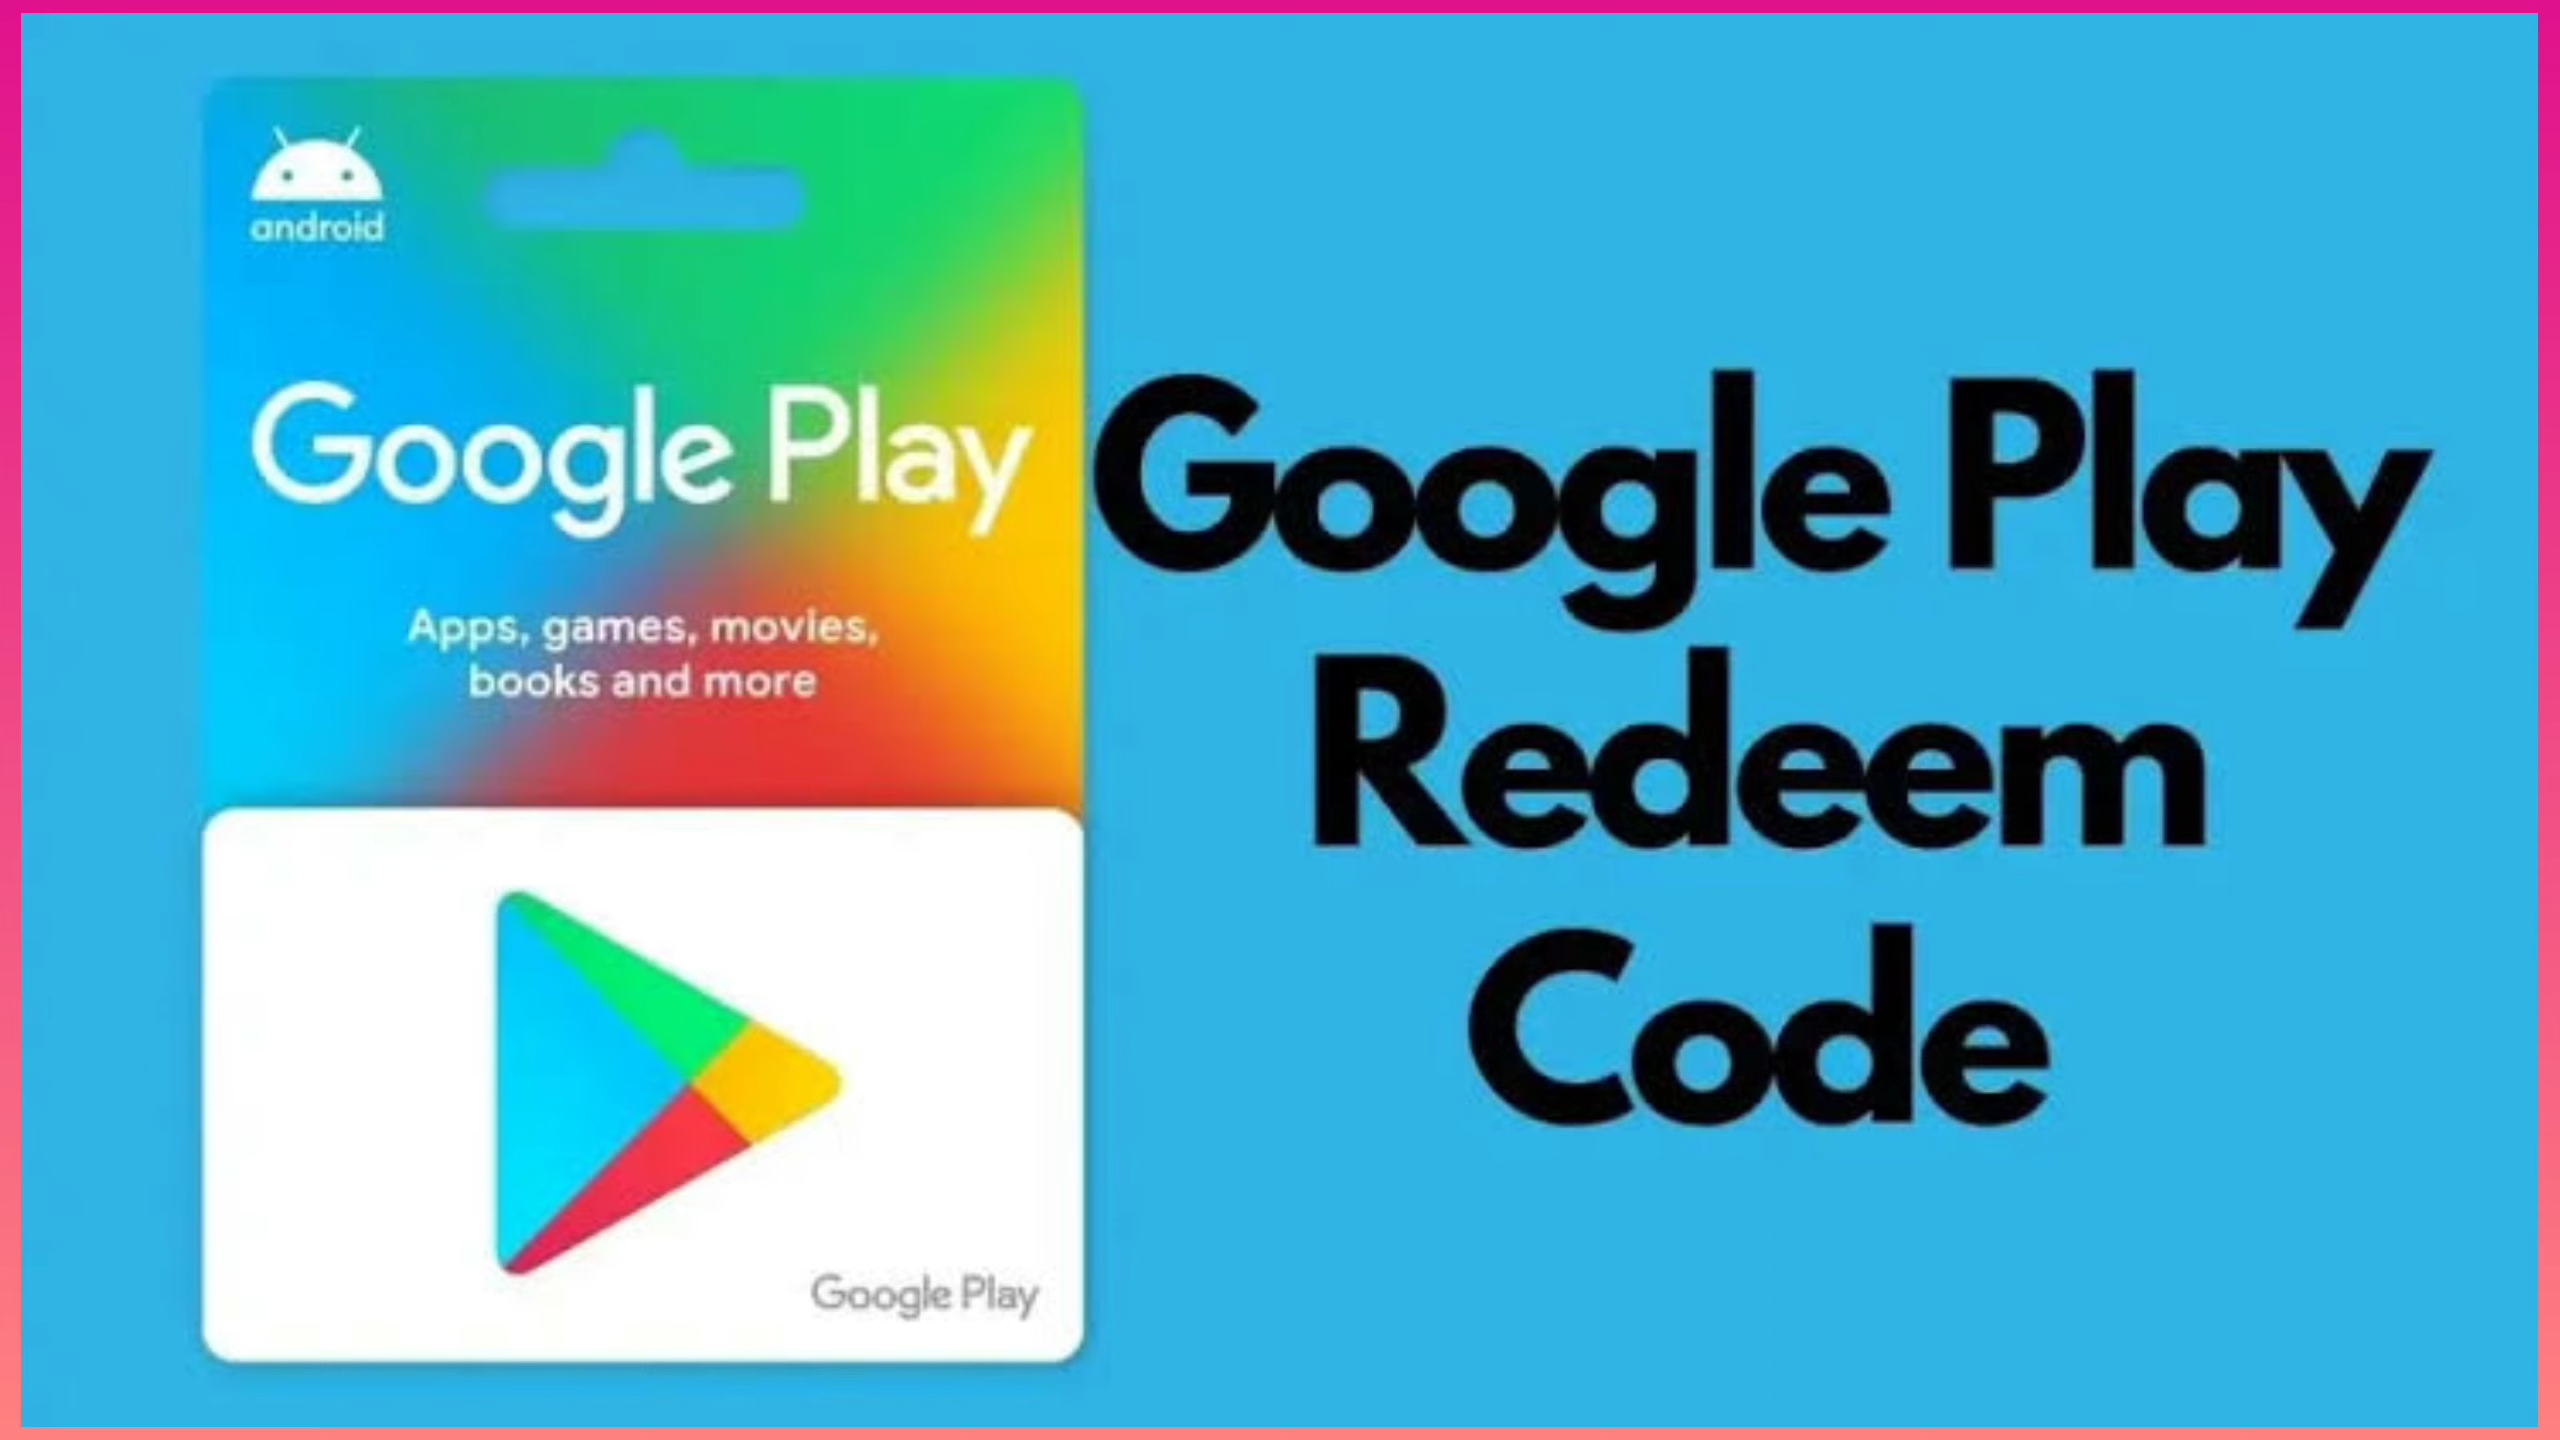 android
Google Play
Apps, games, movies,
books and more
Google Play
Google Play
Redeem
Code